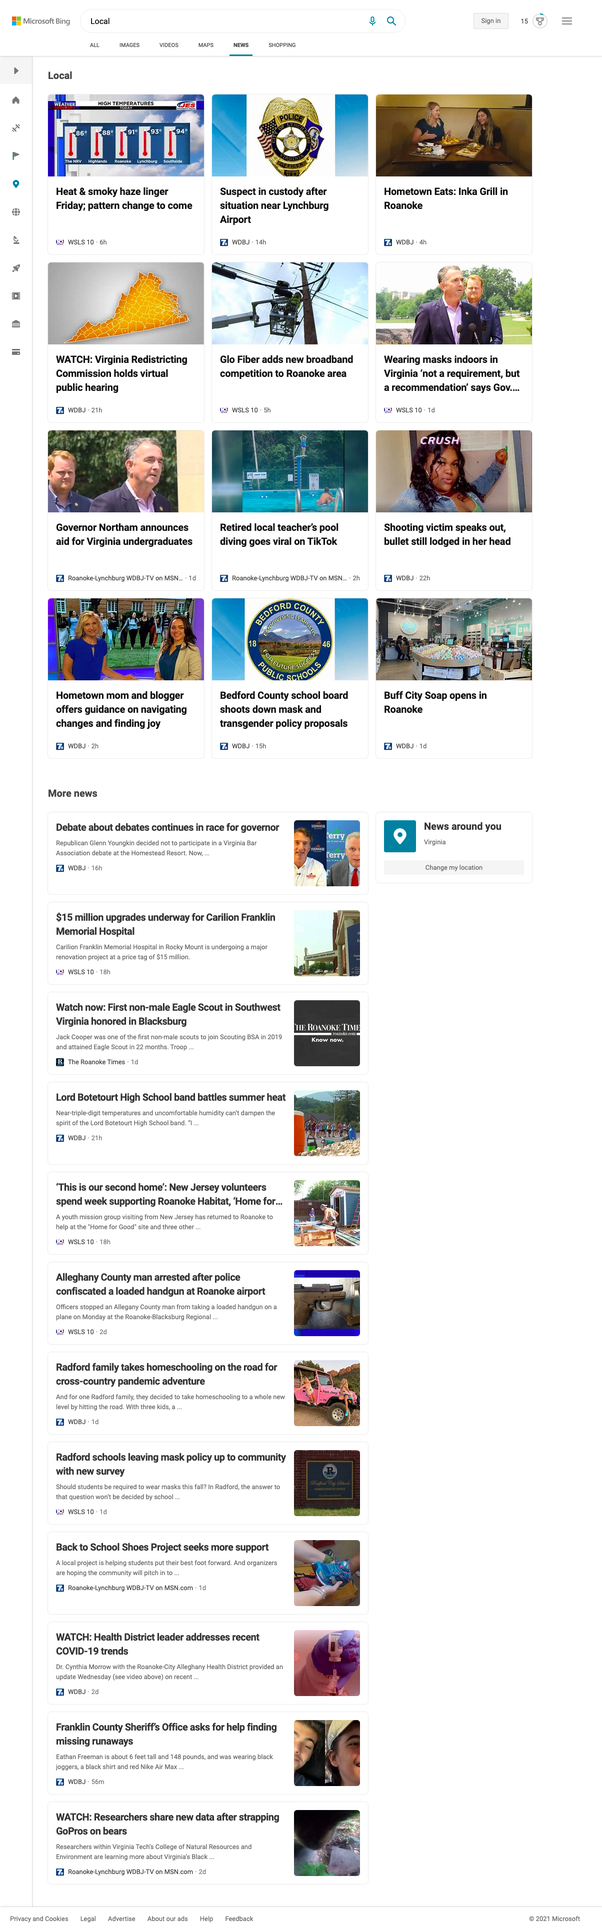 Microsoft Bing
Local
Sign in
15
ALL
IMAGES
VIDEOS
MAPS
NEWS
SHOPPING
Local
WEATHER
HIGH TEMPERATURES
86°
88°
91°
93°
94°
The NRV
Highlands
Roanoke
Lynchburg
Southside
Heat & smoky haze linger
Friday; pattern change to come
WSLS 10 · 6h
POLICE
Suspect in custody after
situation near Lynchburg
Airport
WDBJ · 14h
Hometown Eats: Inka Grill in
Roanoke
WDBJ · 4h
WATCH: Virginia Redistricting
Commission holds virtual
public hearing
WDBJ · 21h
Glo Fiber adds new broadband
competition to Roanoke area
WSLS 10 · 5h
Wearing masks indoors in
Virginia ‘not a requirement, but
a recommendation’ says Gov....
WSLS 10 · 1d
Governor Northam announces
aid for Virginia undergraduates
Roanoke-Lynchburg WDBJ-TV on MSN... · 1d
Retired local teacher’s pool
diving goes viral on TikTok
Roanoke-Lynchburg WDBJ-TV on MSN... · 2h
CRUSH
Shooting victim speaks out,
bullet still lodged in her head
WDBJ · 22h
Hometown mom and blogger
offers guidance on navigating
changes and finding joy
WDBJ · 2h
BEDFORD COUNTY
18 46
PUBLIC SCHOOLS
Bedford County school board
shoots down mask and
transgender policy proposals
WDBJ · 15h
Buff City Soap opens in
Roanoke
WDBJ · 1d
More news
Debate about debates continues in race for governor
Republican Glenn Youngkin decided not to participate in a Virginia Bar
Association debate at the Homestead Resort. Now, ...
WDBJ · 16h
Terry
News around you
Virginia
Change my location
$15 million upgrades underway for Carilion Franklin
Memorial Hospital
Carilion Franklin Memorial Hospital in Rocky Mount is undergoing a major
renovation project at a price tag of $15 million.
WSLS 10 · 18h
Watch now: First non-male Eagle Scout in Southwest
Virginia honored in Blacksburg
Jack Cooper was one of the first non-male scouts to join Scouting BSA in 2019
and attained Eagle Scout in 22 months. Troop ...
The Roanoke Times · 1d
HE ROANOKE TIME
Know now.
Lord Botetourt High School band battles summer heat
Near-triple-digit temperatures and uncomfortable humidity can't dampen the
spirit of the Lord Botetourt High School band. "I ...
WDBJ · 21h
‘This is our second home’: New Jersey volunteers
spend week supporting Roanoke Habitat, ‘Home for...
A youth mission group visiting from New Jersey has returned to Roanoke to
help at the "Home for Good" site and three other ...
WSLS 10 · 18h
Alleghany County man arrested after police
confiscated a loaded handgun at Roanoke airport
Officers stopped an Allegany County man from taking a loaded handgun on a
plane on Monday at the Roanoke-Blacksburg Regional ...
WSLS 10 · 2d
Radford family takes homeschooling on the road for
cross-country pandemic adventure
And for one Radford family, they decided to take homeschooling to a whole new
level by hitting the road. With three kids, a ...
WDBJ · 1d
Radford schools leaving mask policy up to community
with new survey
Should students be required to wear masks this fall? In Radford, the answer to
that question won't be decided by school ...
WSLS 10 · 1d
Radford City Schools
Back to School Shoes Project seeks more support
A local project is helping students put their best foot forward. And organizers
are hoping the community will pitch in to ...
Roanoke-Lynchburg WDBJ-TV on MSN.com · 1d
WATCH: Health District leader addresses recent
COVID-19 trends
Dr. Cynthia Morrow with the Roanoke-City Alleghany Health District provided an
update Wednesday (see video above) on recent ...
WDBJ · 2d
Franklin County Sheriff’s Office asks for help finding
missing runaways
Eathan Freeman is about 6 feet tall and 148 pounds, and was wearing black
joggers, a black shirt and red Nike Air Max ...
WDBJ · 56m
WATCH: Researchers share new data after strapping
GoPros on bears
Researchers within Virginia Tech's College of Natural Resources and
Environment are learning more about Virginia's Black ...
Roanoke-Lynchburg WDBJ-TV on MSN.com · 2d
Privacy and Cookies
Legal
Advertise
About our ads
Help
Feedback
© 2021 Microsoft